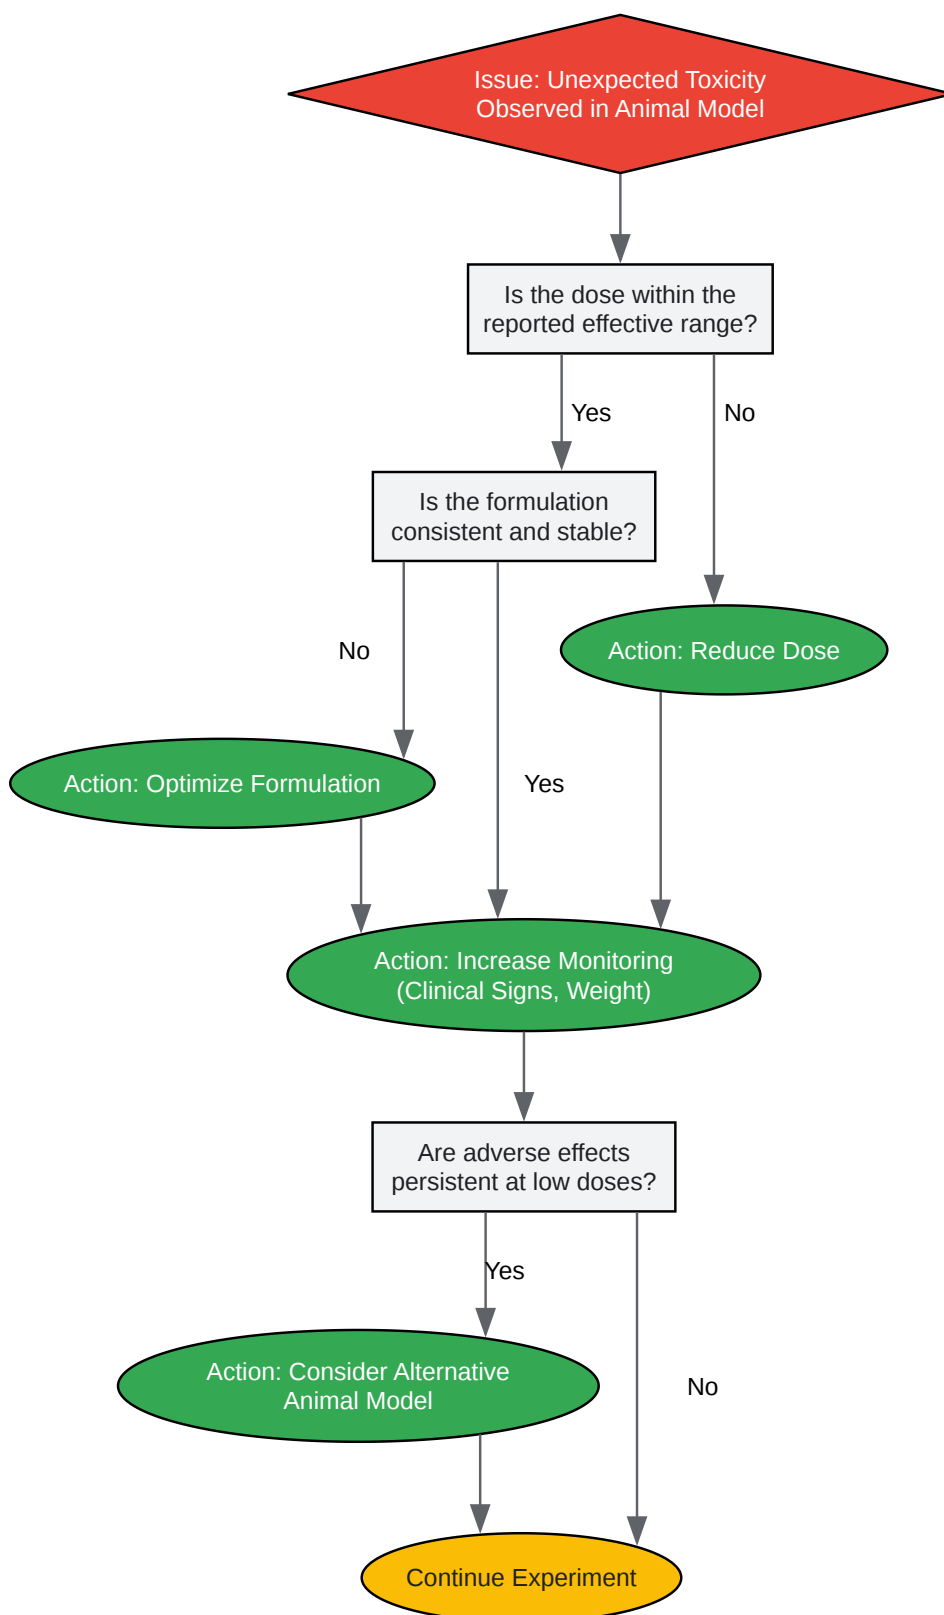 Issue: Unexpected Toxicity
Observed in Animal Model
Is the dose within the
reported effective range?
Yes
No
Is the formulation
consistent and stable?
No
Action: Reduce Dose
Action: Optimize Formulation
Yes
Action: Increase Monitoring
(Clinical Signs, Weight)
Are adverse effects
persistent at low doses?
Yes
Action: Consider Alternative
Animal Model
No
Continue Experiment